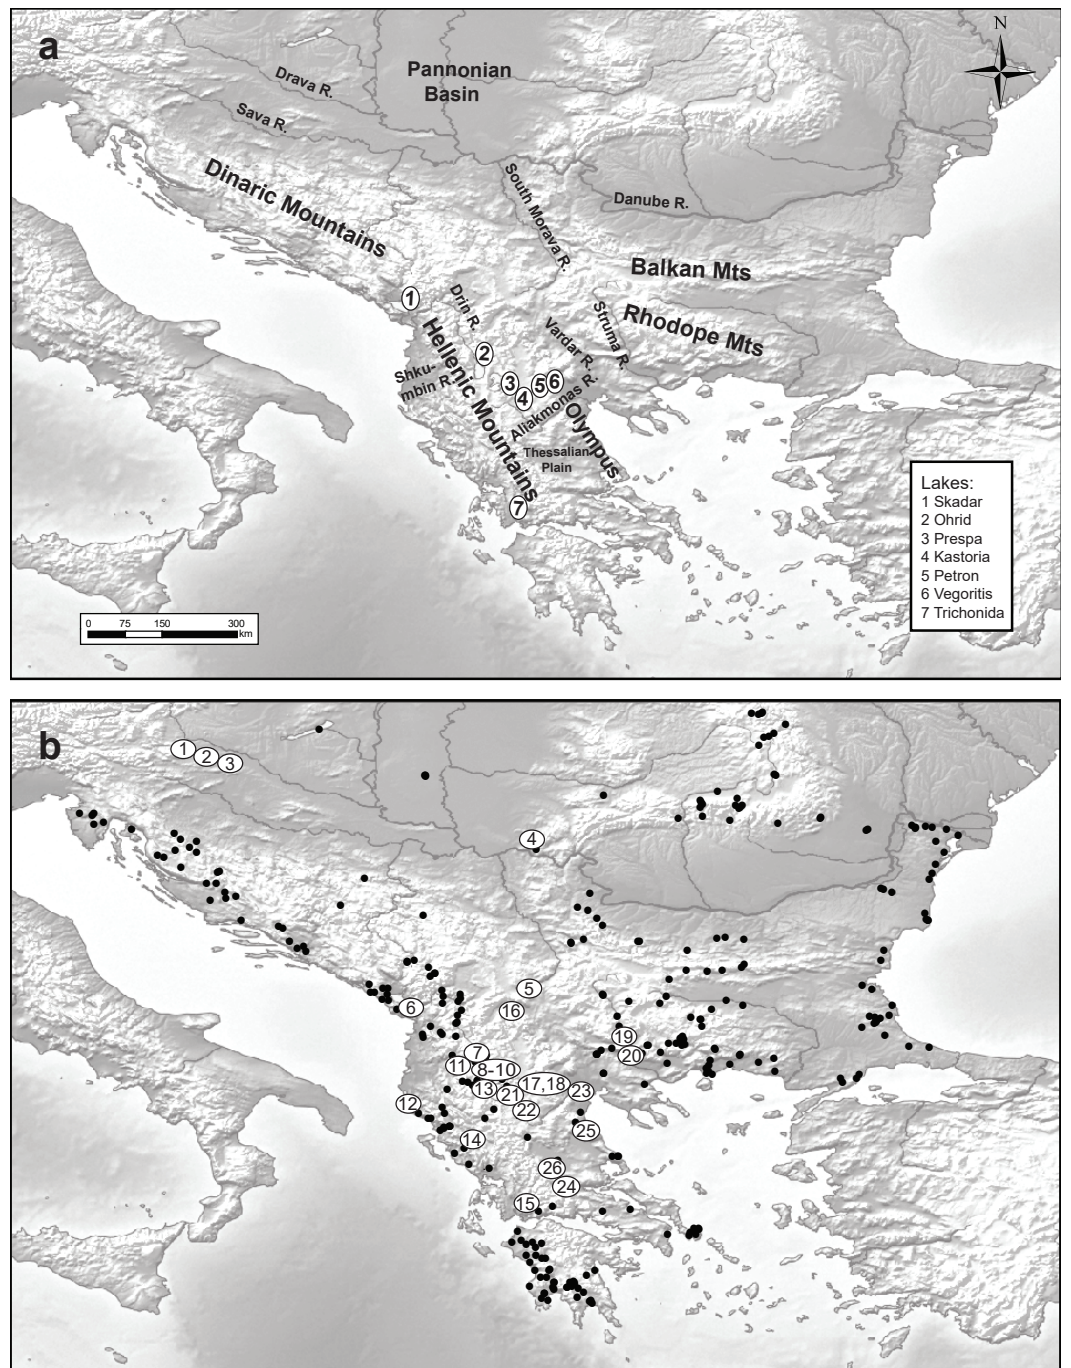 a
N
Drava R.
Pannonian
Basin
Sava R.
Dinaric Mountains
South Morava R.
Danube R.
Balkan Mts
1
Drin R.
Hellenic Mountains
Vardar R.
Struma R.
Rhodope Mts
2
Shku-
mbin R.
3
4
5
6
Aliakmonas R.
Olympus
Thessalian
Plain
7
Lakes:
1 Skadar
2 Ohrid
3 Prespa
4 Kastoria
5 Petron
6 Vegoritis
7 Trichonida
0 75 150 300
km
b
1
2
3
4
5
6
16
19
20
7
11
8-10
17,18
13
21
23
12
22
25
14
26
24
15